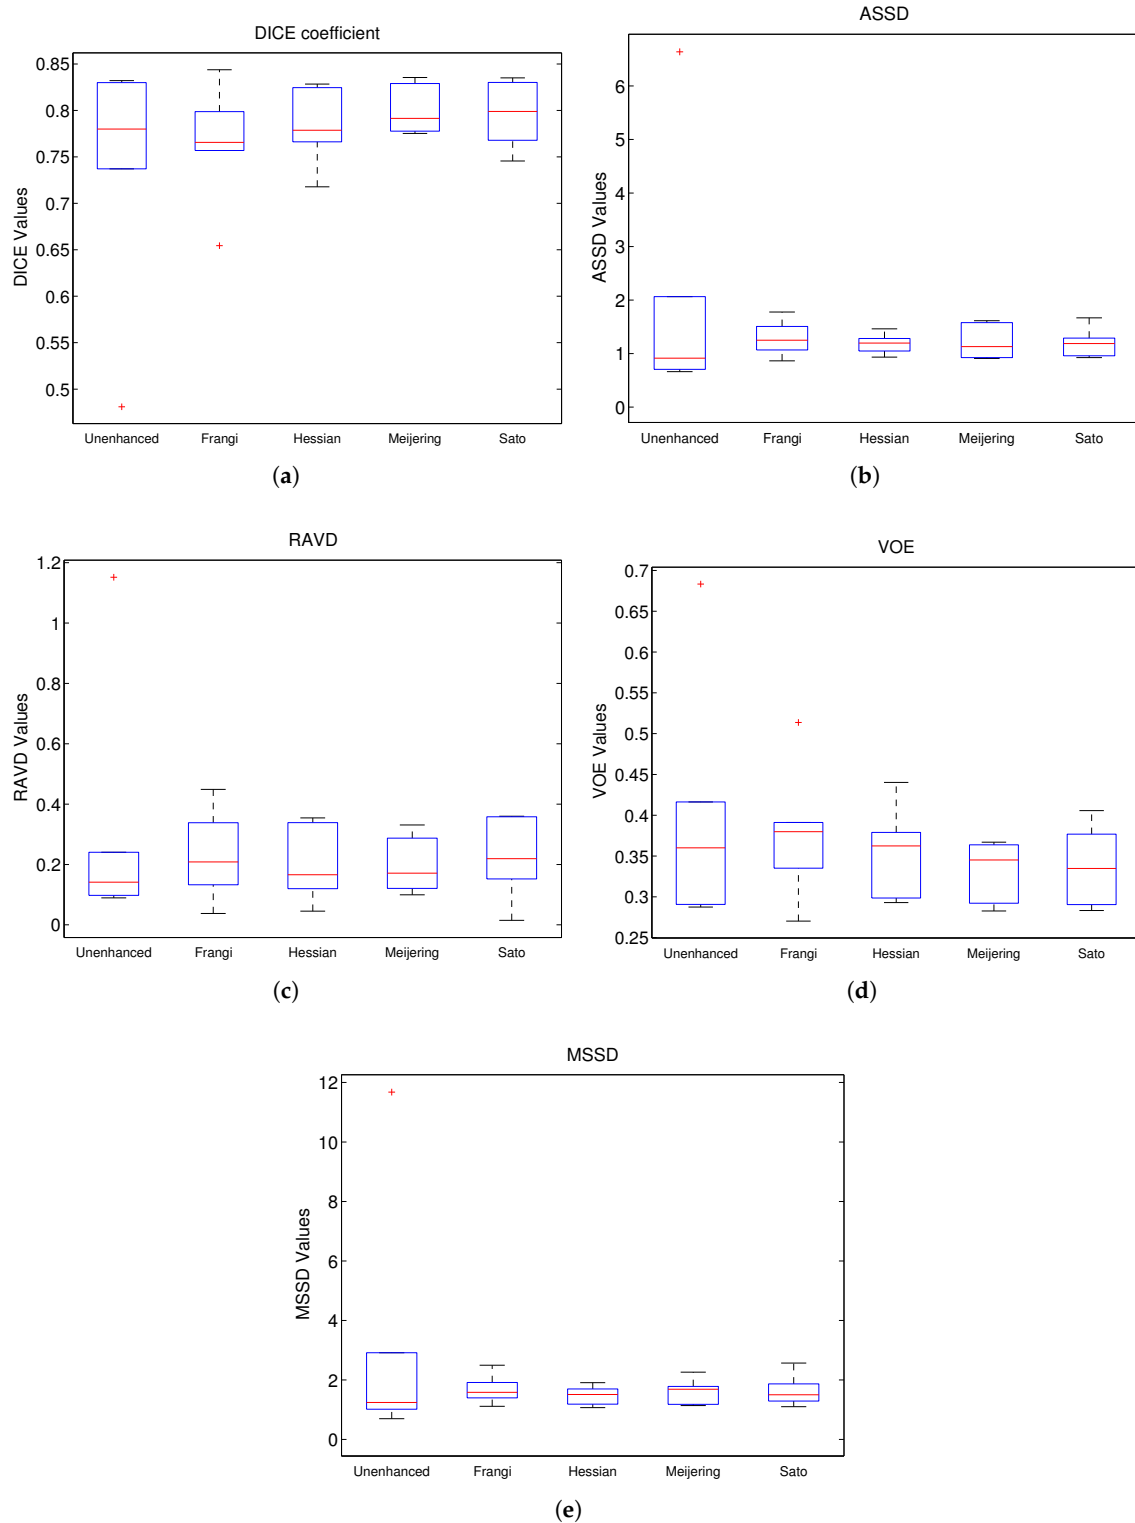 DICE coefficient
0.85
0.8
0.75
0.7
0.65
0.6
0.55
0.5
DICE Values
Unenhanced Frangi Hessian Meijering Sato
(a)
ASSD
6
5
4
3
2
1
0
ASSD Values
Unenhanced Frangi Hessian Meijering Sato
(b)
RAVD
1.2
1
0.8
0.6
0.4
0.2
0
RAVD Values
Unenhanced Frangi Hessian Meijering Sato
(c)
VOE
0.7
0.65
0.6
0.55
0.5
0.45
0.4
0.35
0.3
0.25
VOE Values
Unenhanced Frangi Hessian Meijering Sato
(d)
MSSD
12
10
8
6
4
2
0
MSSD Values
Unenhanced Frangi Hessian Meijering Sato
(e)